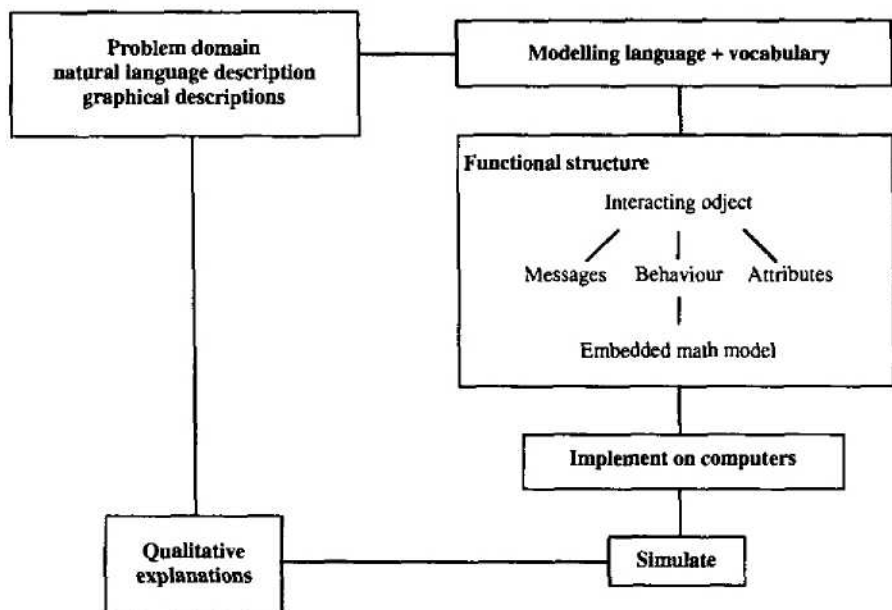 Problem domain
natural language description
graphical descriptions
Modelling language + vocabulary
Functional structure
Interacting odject
Messages Behaviour Attributes
Embedded math model
Implement on computers
Simulate
Qualitative
explanations